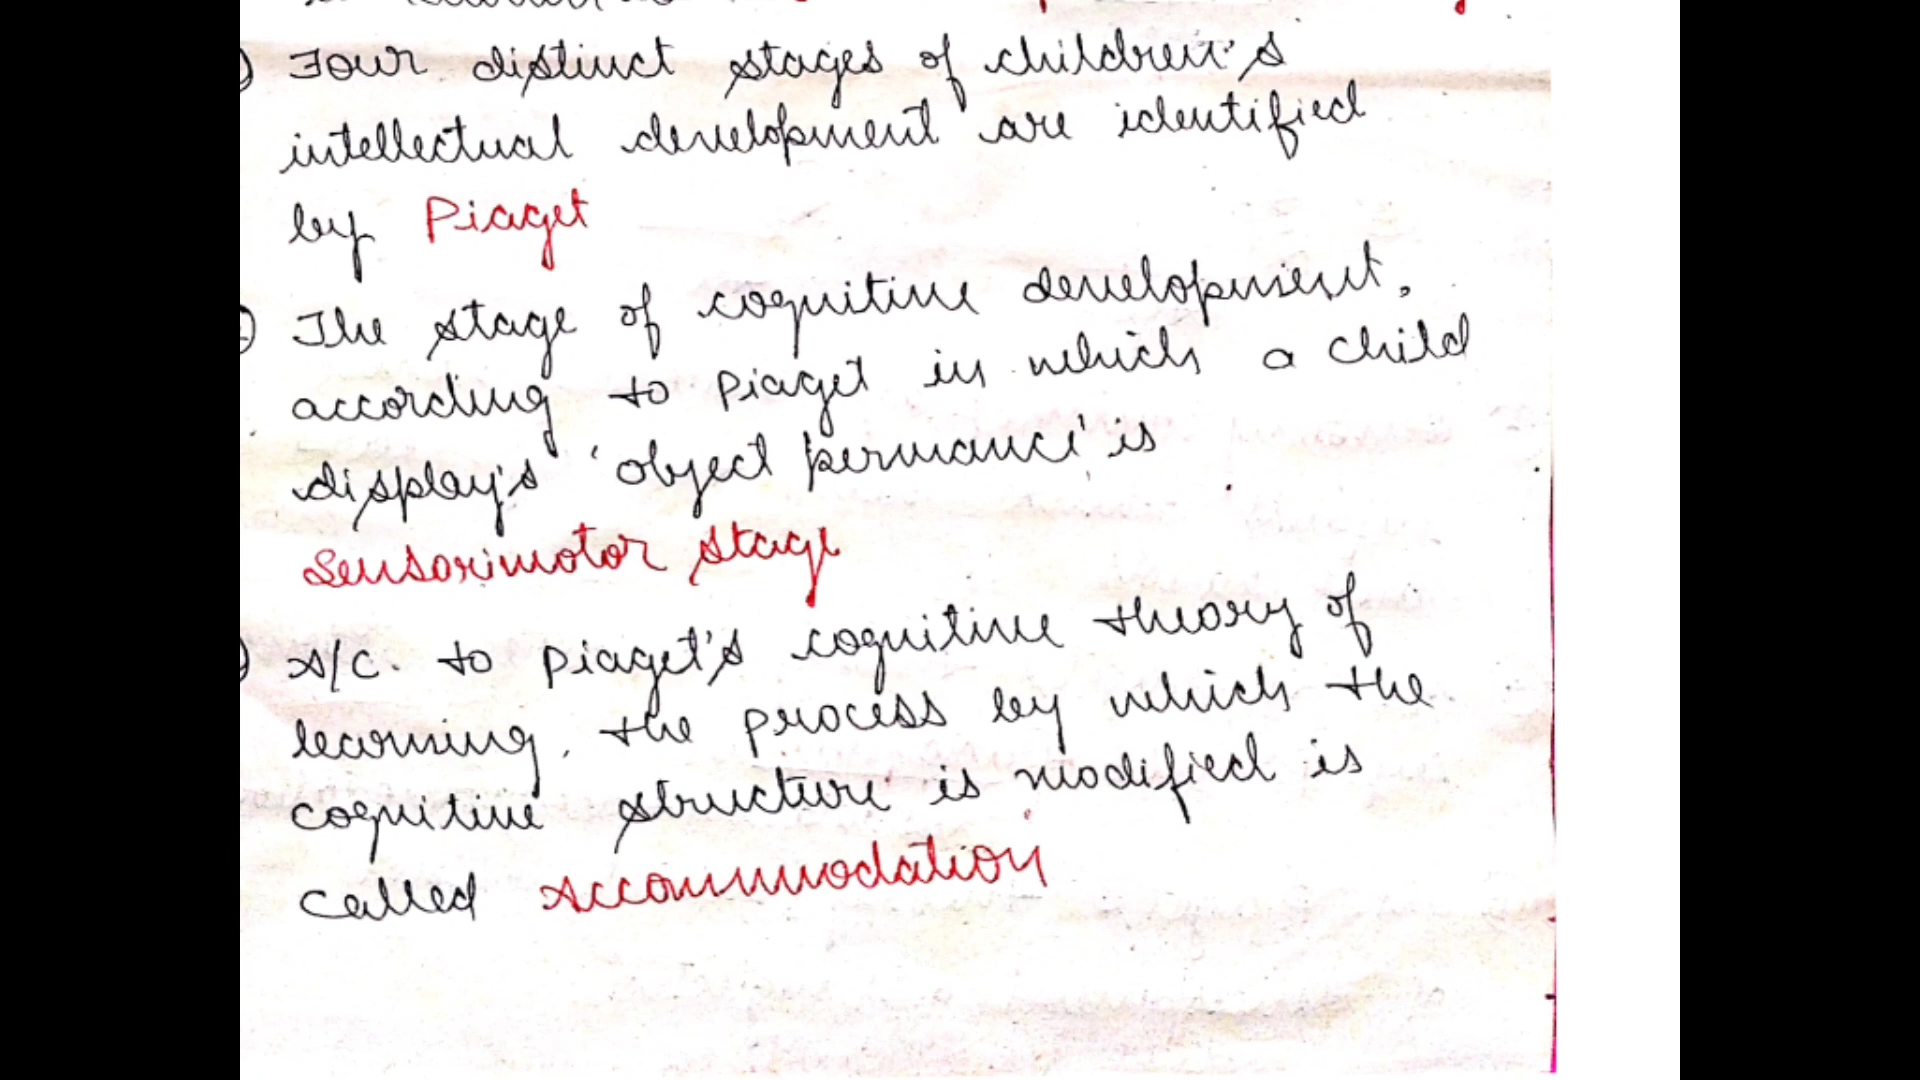 ) Four distinct stages of children's
intellectual development are identified
by Piaget
) The stage of cognitive development,
according to Piaget in which a child
display's 'object permance' is
Sensorimotor stage
) A/c. to Piaget's cognitive theory of
learning, the process by which the
cognitive structure is modified is
called Accommodation